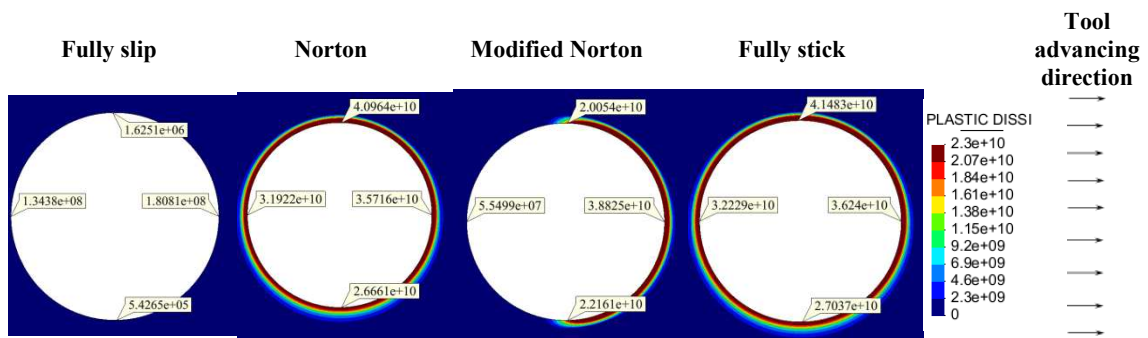 Fully slip
Norton
Modified Norton
Fully stick
Tool
advancing
direction
1.6251e+06
1.3438e+08
1.8081e+08
5.4265e+05
4.0964e+10
3.1922e+10
3.5716e+10
2.6661e+10
2.0054e+10
5.5499e+07
3.8825e+10
2.2161e+10
4.1483e+10
3.2229e+10
3.624e+10
2.7037e+10
PLASTIC DISSI
2.3e+10
2.07e+10
1.84e+10
1.61e+10
1.38e+10
1.15e+10
9.2e+09
6.9e+09
4.6e+09
2.3e+09
0